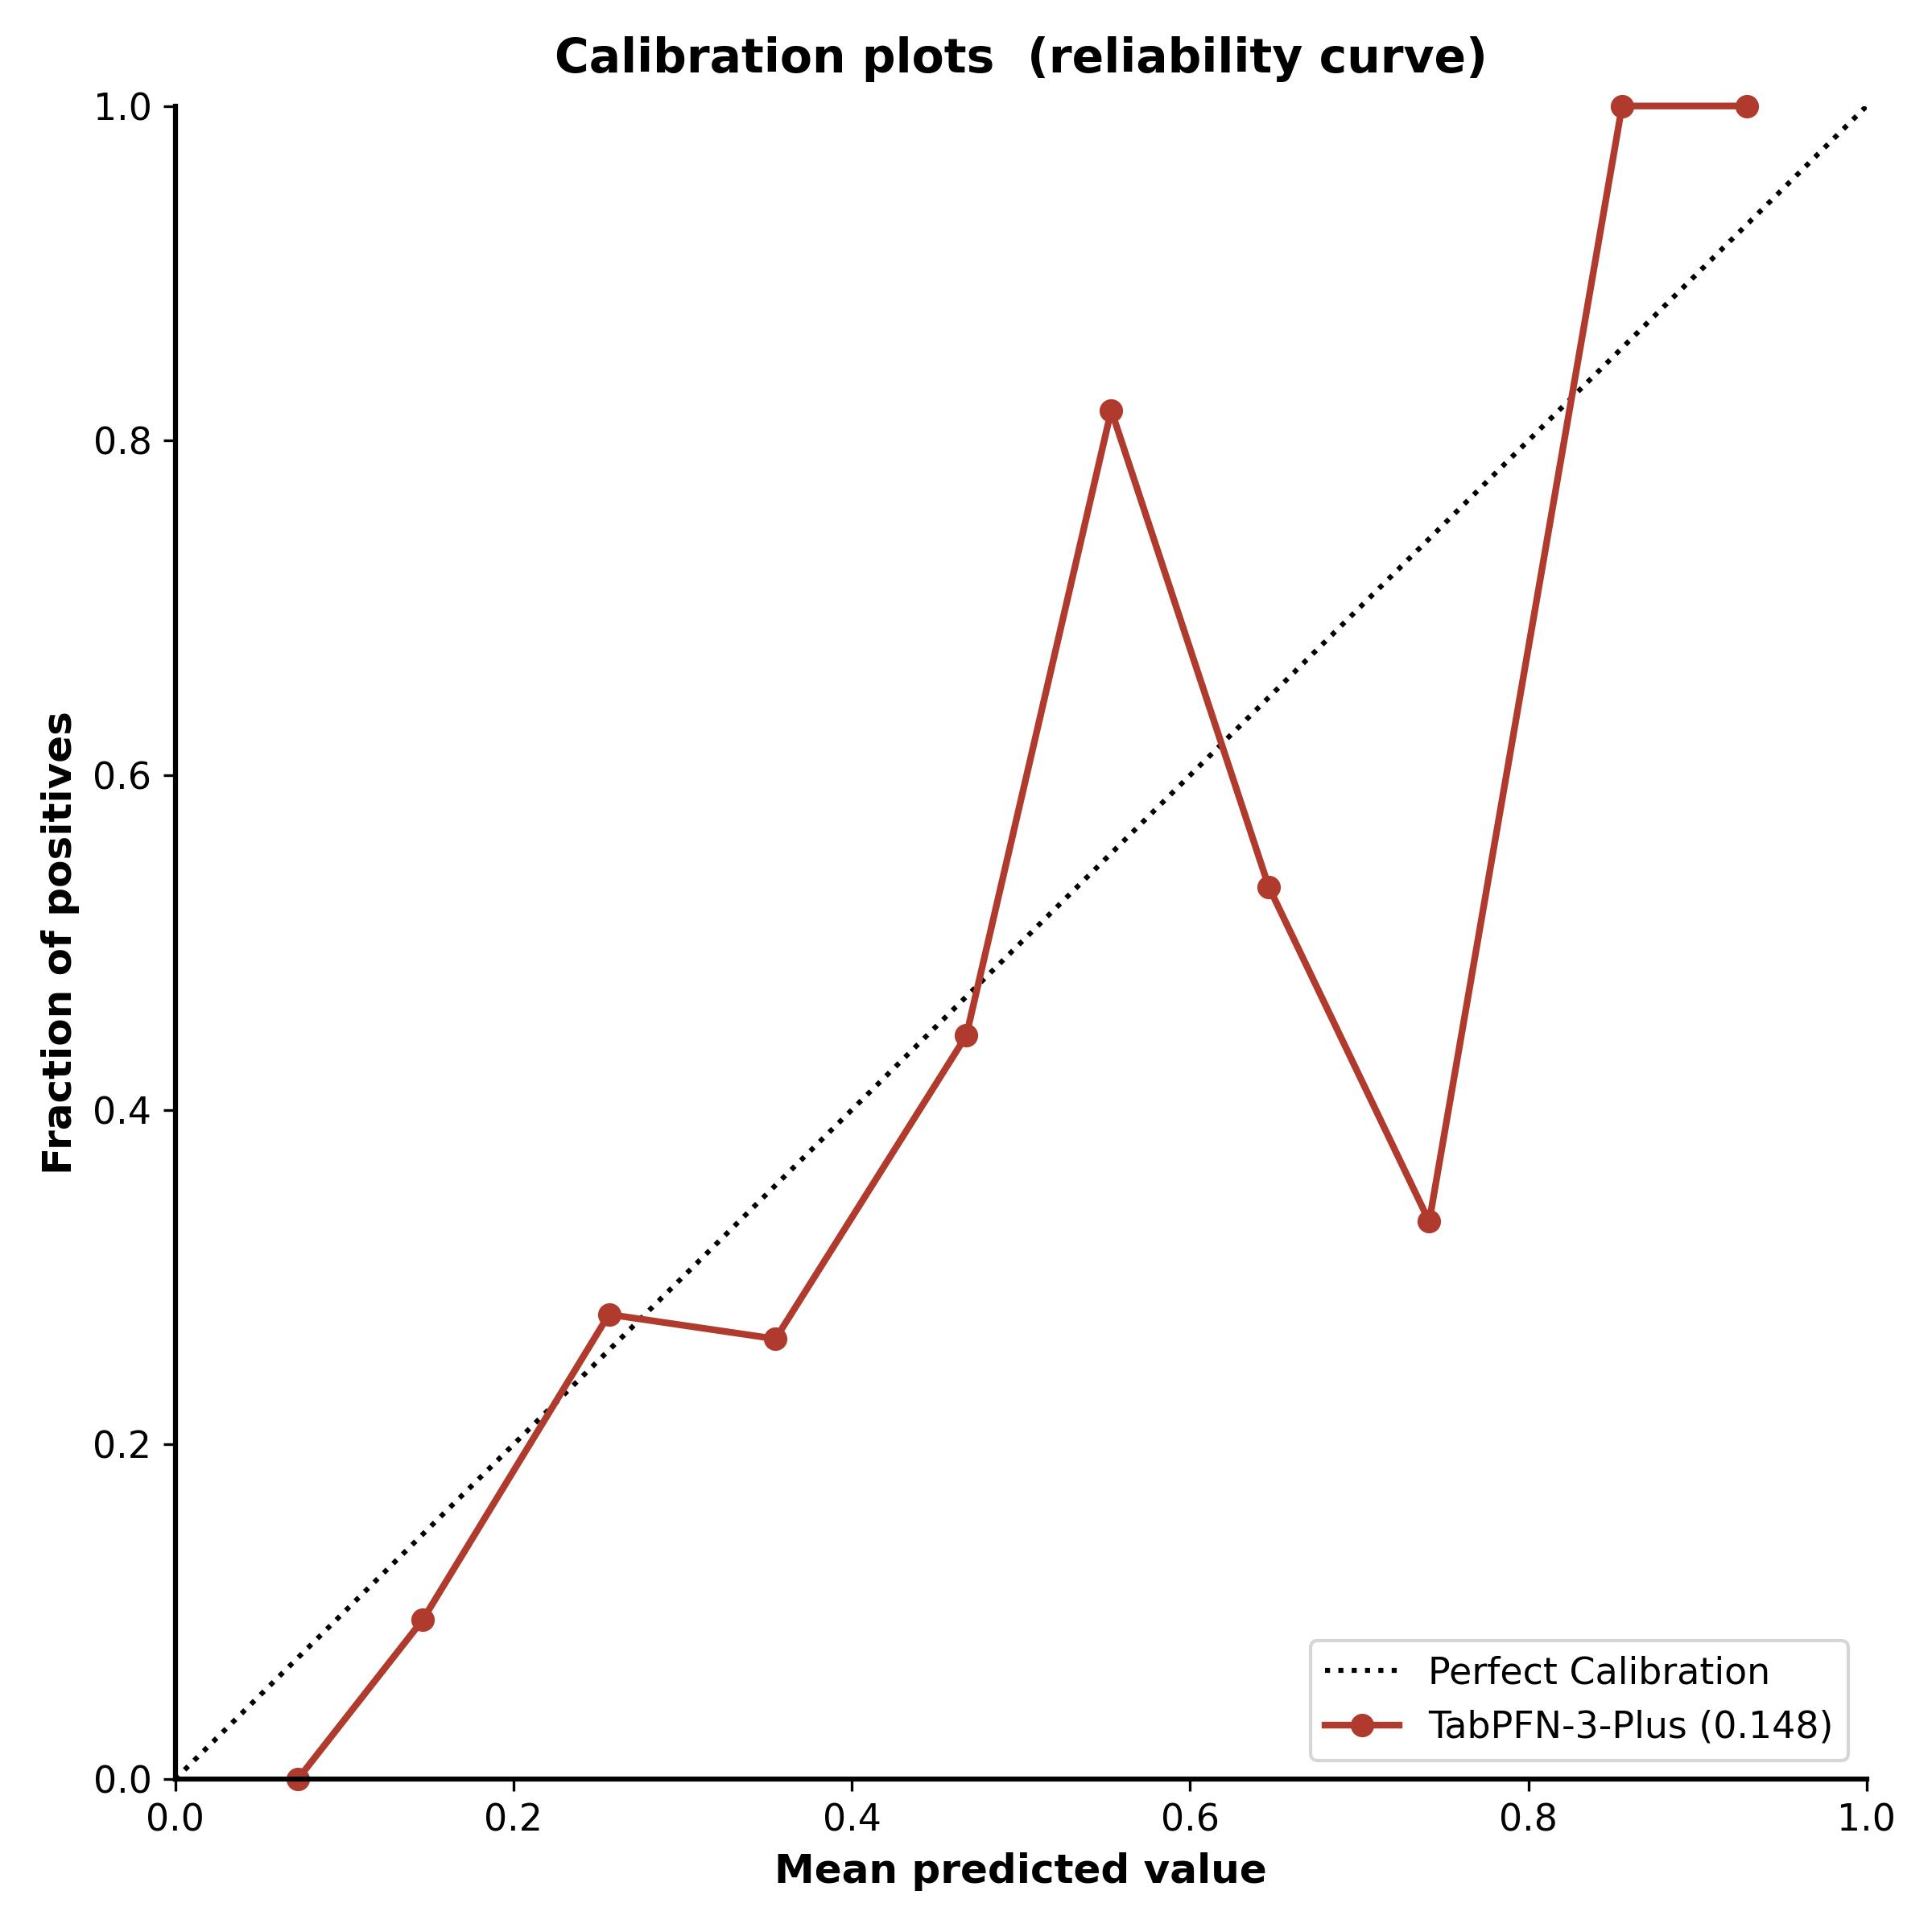 Calibration plots  (reliability curve)
1.0
0.8
0.6
0.4
0.2
0.0
Fraction of positives
0.0 0.2 0.4 0.6 0.8 1.0
Mean predicted value
Perfect Calibration
TabPFN-3-Plus (0.148)